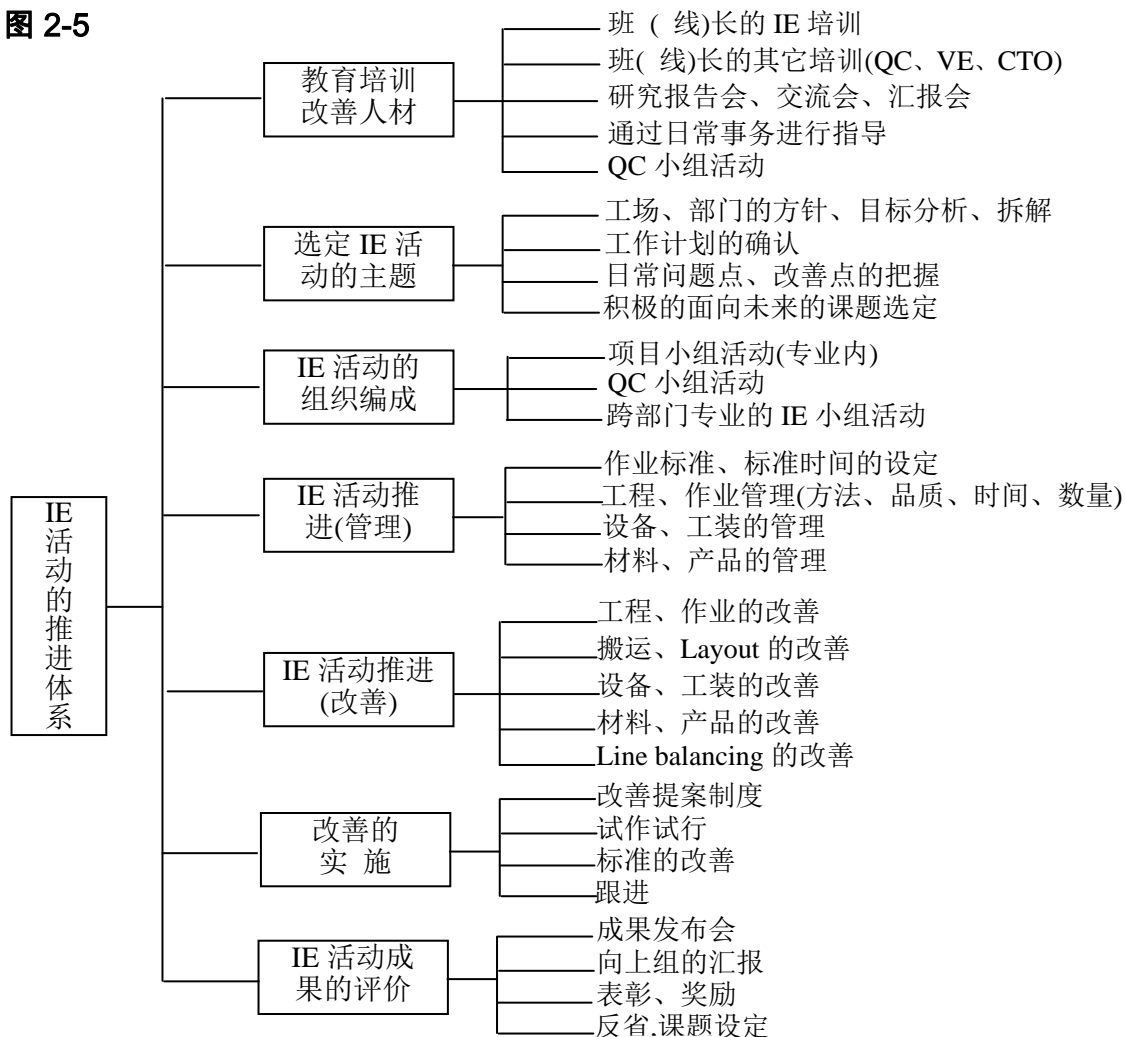 图 2-5
教育培训
改善人材
班 ( 线)长的 IE 培训
班( 线)长的其它培训(QC、VE、CTO)
研究报告会、交流会、汇报会
通过日常事务进行指导
QC 小组活动
选定 IE 活
动的主题
工场、部门的方针、目标分析、拆解
工作计划的确认
日常问题点、改善点的把握
积极的面向未来的课题选定
IE 活动的
组织编成
项目小组活动(专业内)
QC 小组活动
跨部门专业的 IE 小组活动
IE
活
动
的
推
进
体
系
IE 活动推
进(管理)
作业标准、标准时间的设定
工程、作业管理(方法、品质、时间、数量)
设备、工装的管理
材料、产品的管理
IE 活动推进
(改善)
工程、作业的改善
搬运、Layout 的改善
设备、工装的改善
材料、产品的改善
Line balancing 的改善
改善的
实 施
改善提案制度
试作试行
标准的改善
跟进
IE 活动成
果的评价
成果发布会
向上组的汇报
表彰、奖励
反省,课题设定